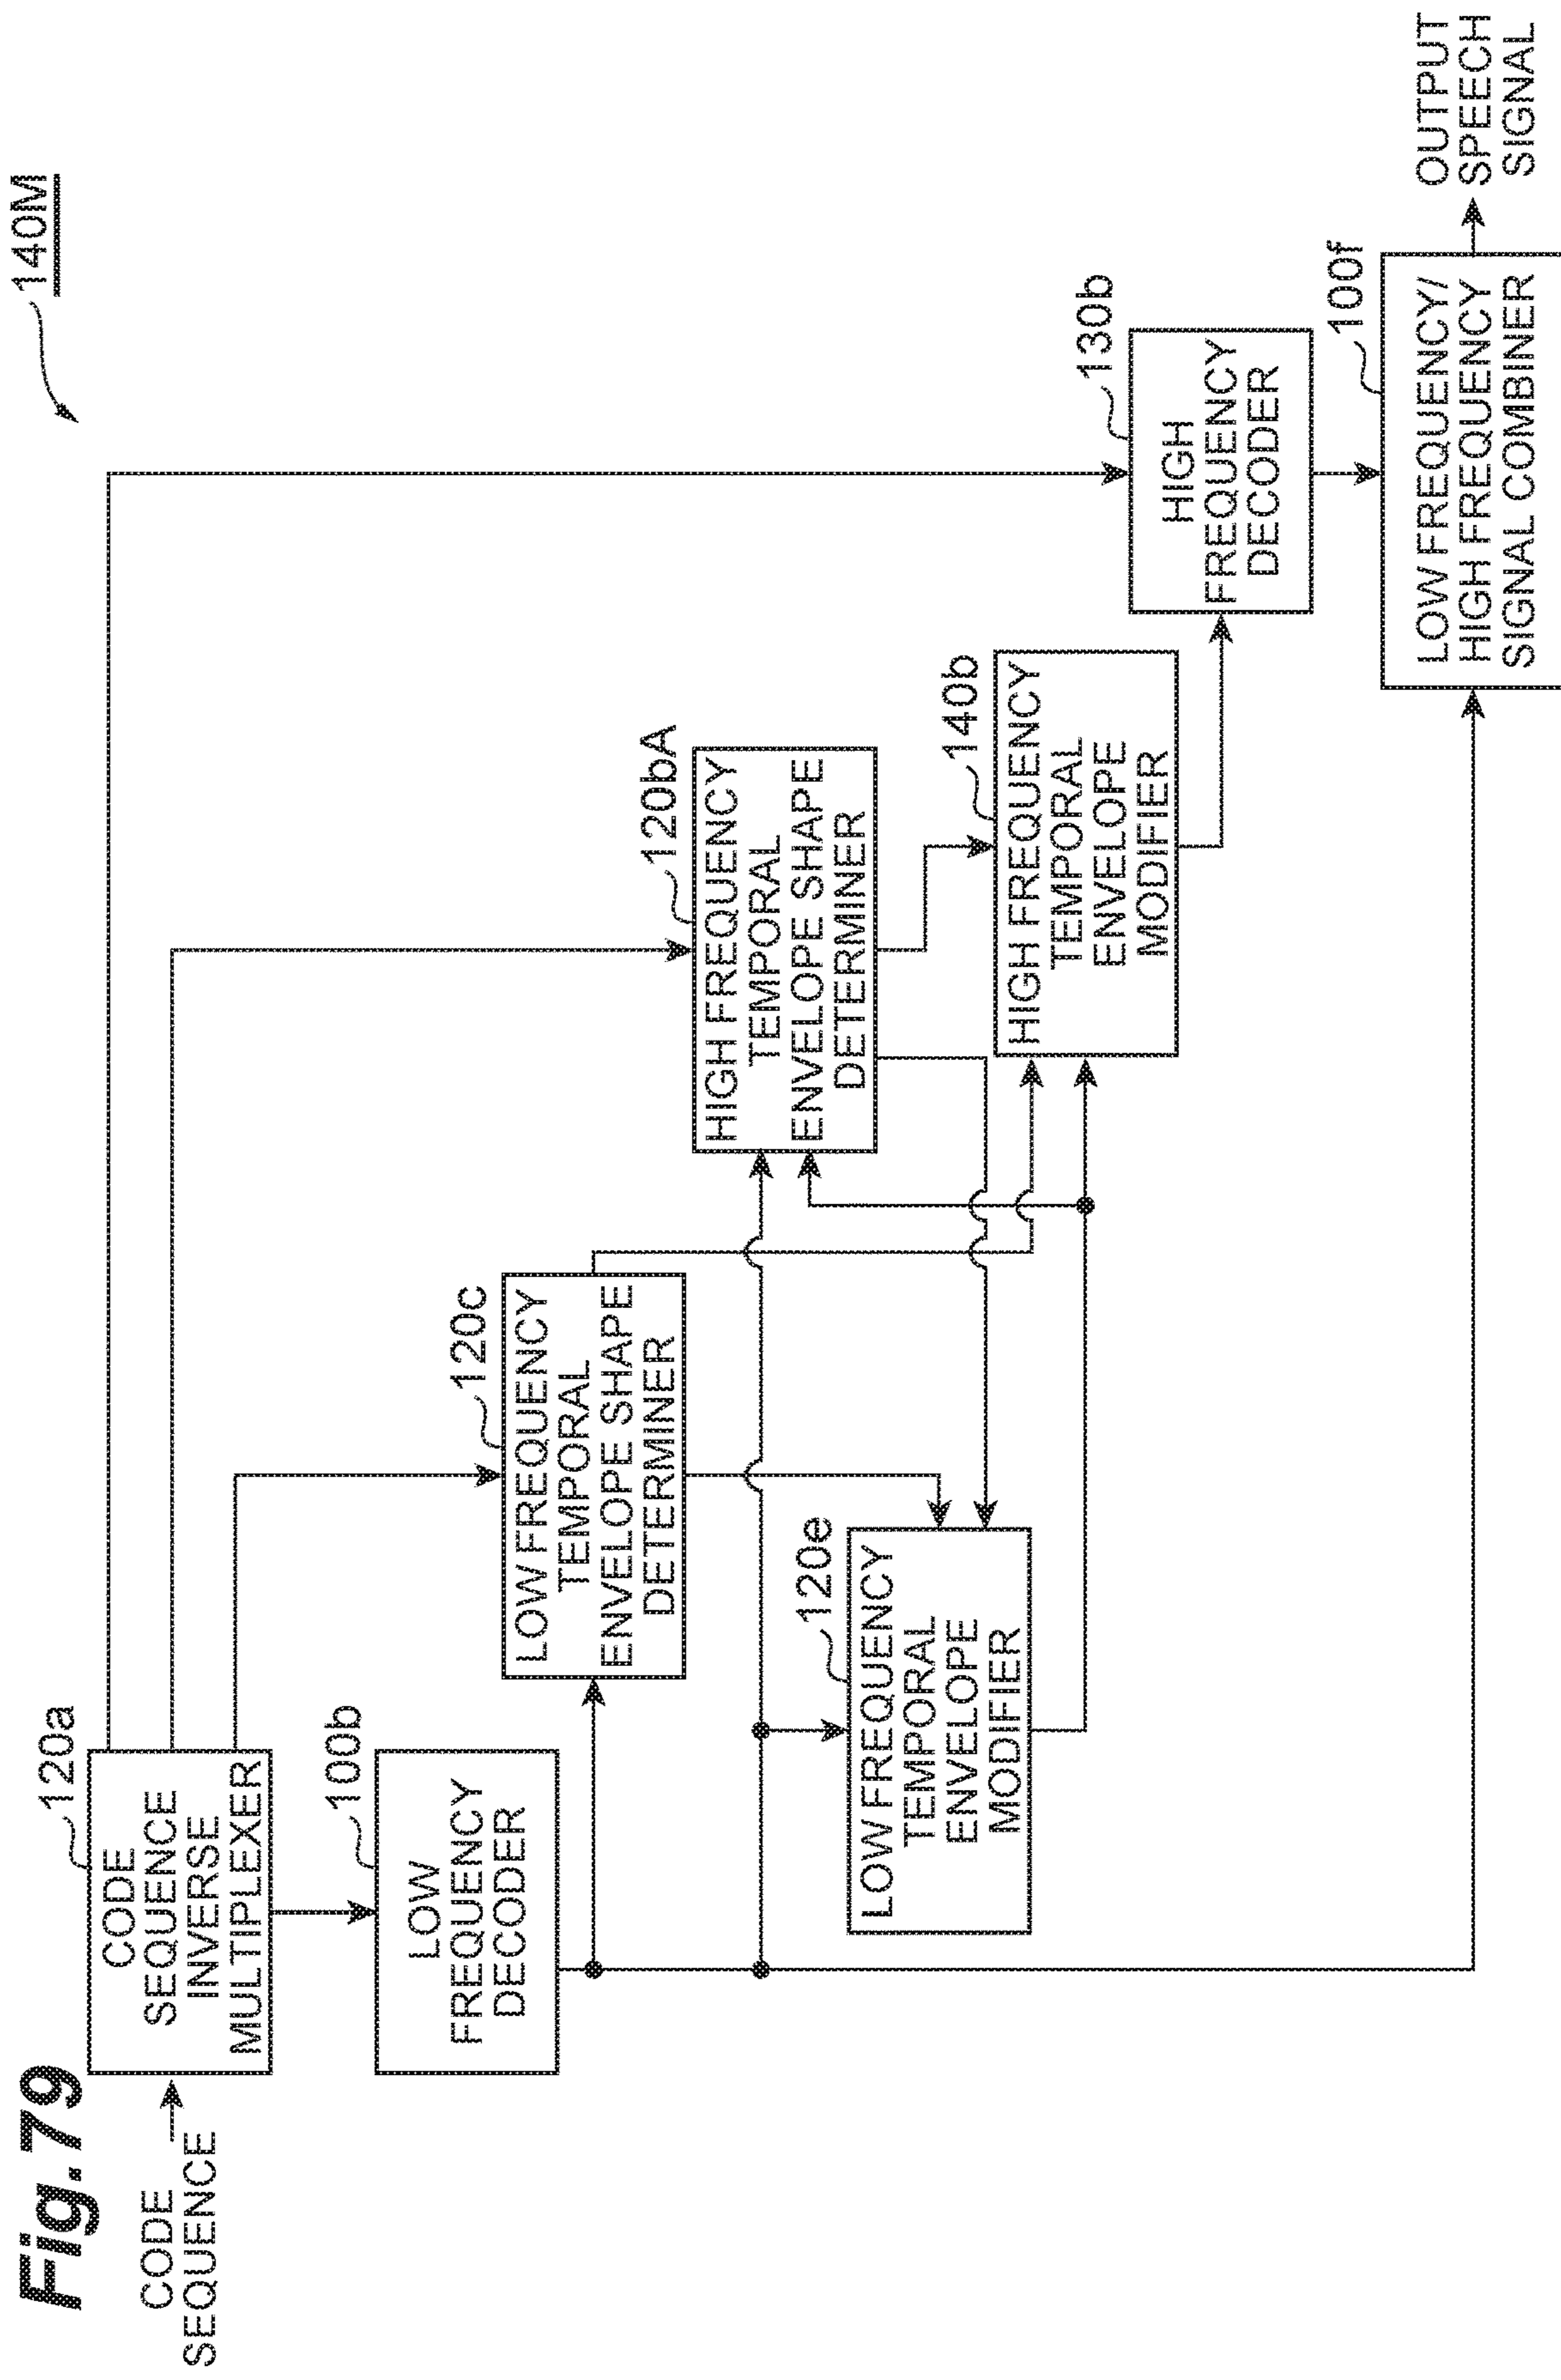 Fig.79
140M
CODE
SEQUENCE
120a
CODE
SEQUENCE
INVERSE
MULTIPLEXER
100b
LOW
FREQUENCY
DECODER
120c
LOW FREQUENCY
TEMPORAL
ENVELOPE SHAPE
DETERMINER
120e
LOW FREQUENCY
TEMPORAL
ENVELOPE
MODIFIER
120bA
HIGH FREQUENCY
TEMPORAL
ENVELOPE SHAPE
DETERMINER
140b
HIGH FREQUENCY
TEMPORAL
ENVELOPE
MODIFIER
130b
HIGH
FREQUENCY
DECODER
100f
LOW FREQUENCY/
HIGH FREQUENCY
SIGNAL COMBINER
OUTPUT
SPEECH
SIGNAL